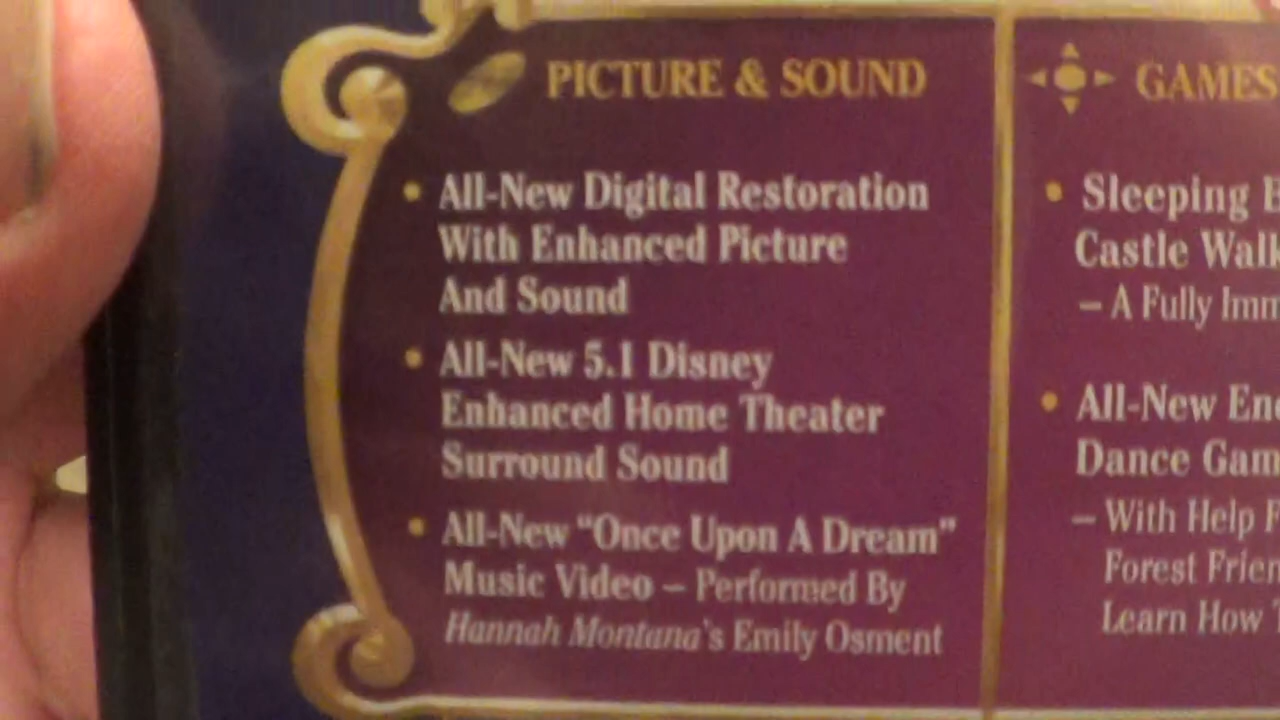 PICTURE & SOUND
• All-New Digital Restoration
With Enhanced Picture
And Sound
• All-New 5.1 Disney
Enhanced Home Theater
Surround Sound
• All-New “Once Upon A Dream”
Music Video – Performed By
Hannah Montana's Emily Osment
GAMES
• Sleeping
Castle
– A Fully
• All-New
Dance
– With Help
Forest
Learn How